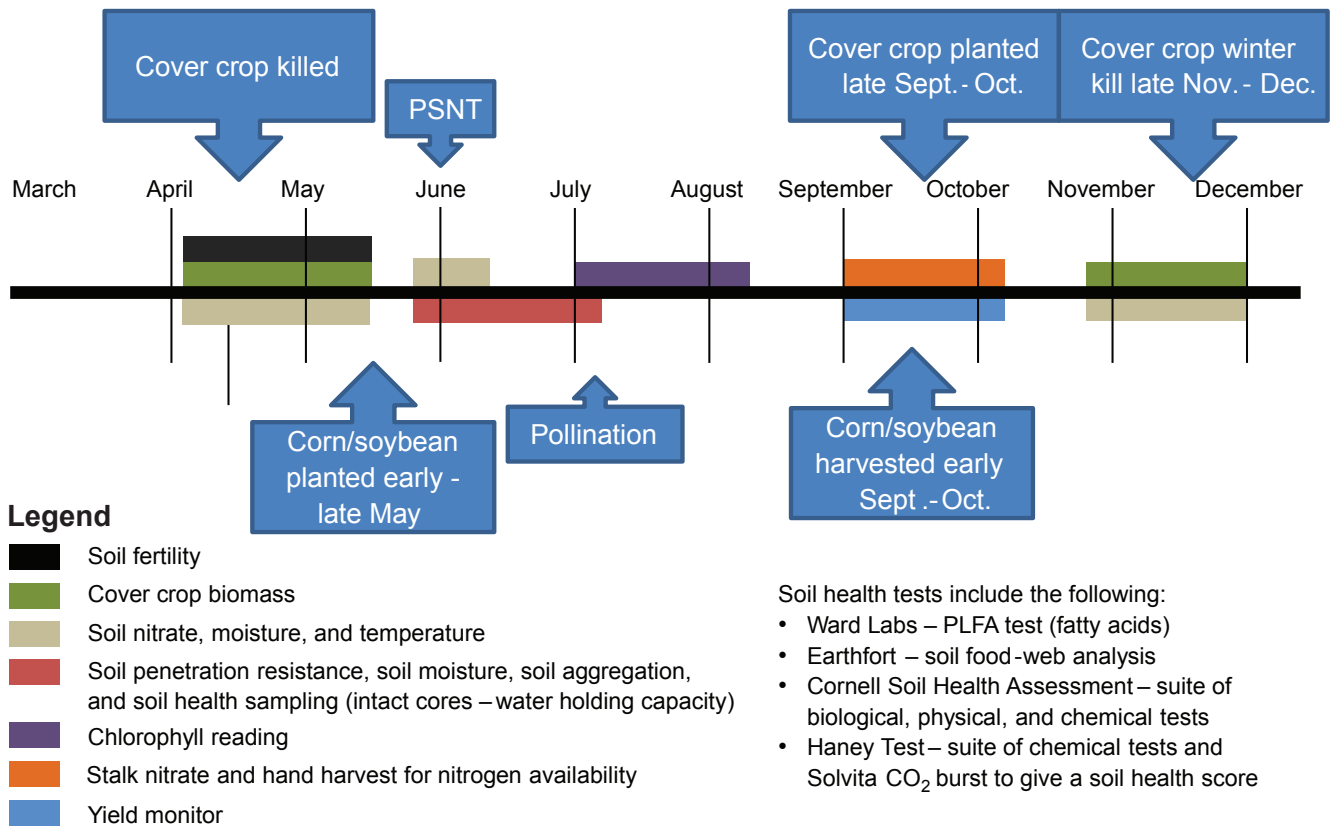 Cover crop killed
PSNT
Cover crop planted
late Sept. - Oct.
Cover crop winter
kill late Nov. - Dec.
March
April
May
June
July
August
September
October
November
December
Corn/soybean
planted early -
late May
Pollination
Corn/soybean
harvested early
Sept .- Oct.
Legend
Soil fertility
Cover crop biomass
Soil nitrate, moisture, and temperature
Soil penetration resistance, soil moisture, soil aggregation,
and soil health sampling (intact cores – water holding capacity)
Chlorophyll reading
Stalk nitrate and hand harvest for nitrogen availability
Yield monitor
Soil health tests include the following:
• Ward Labs – PLFA test (fatty acids)
• Earthfort – soil food-web analysis
• Cornell Soil Health Assessment – suite of
biological, physical, and chemical tests
• Haney Test – suite of chemical tests and
Solvita CO₂ burst to give a soil health score